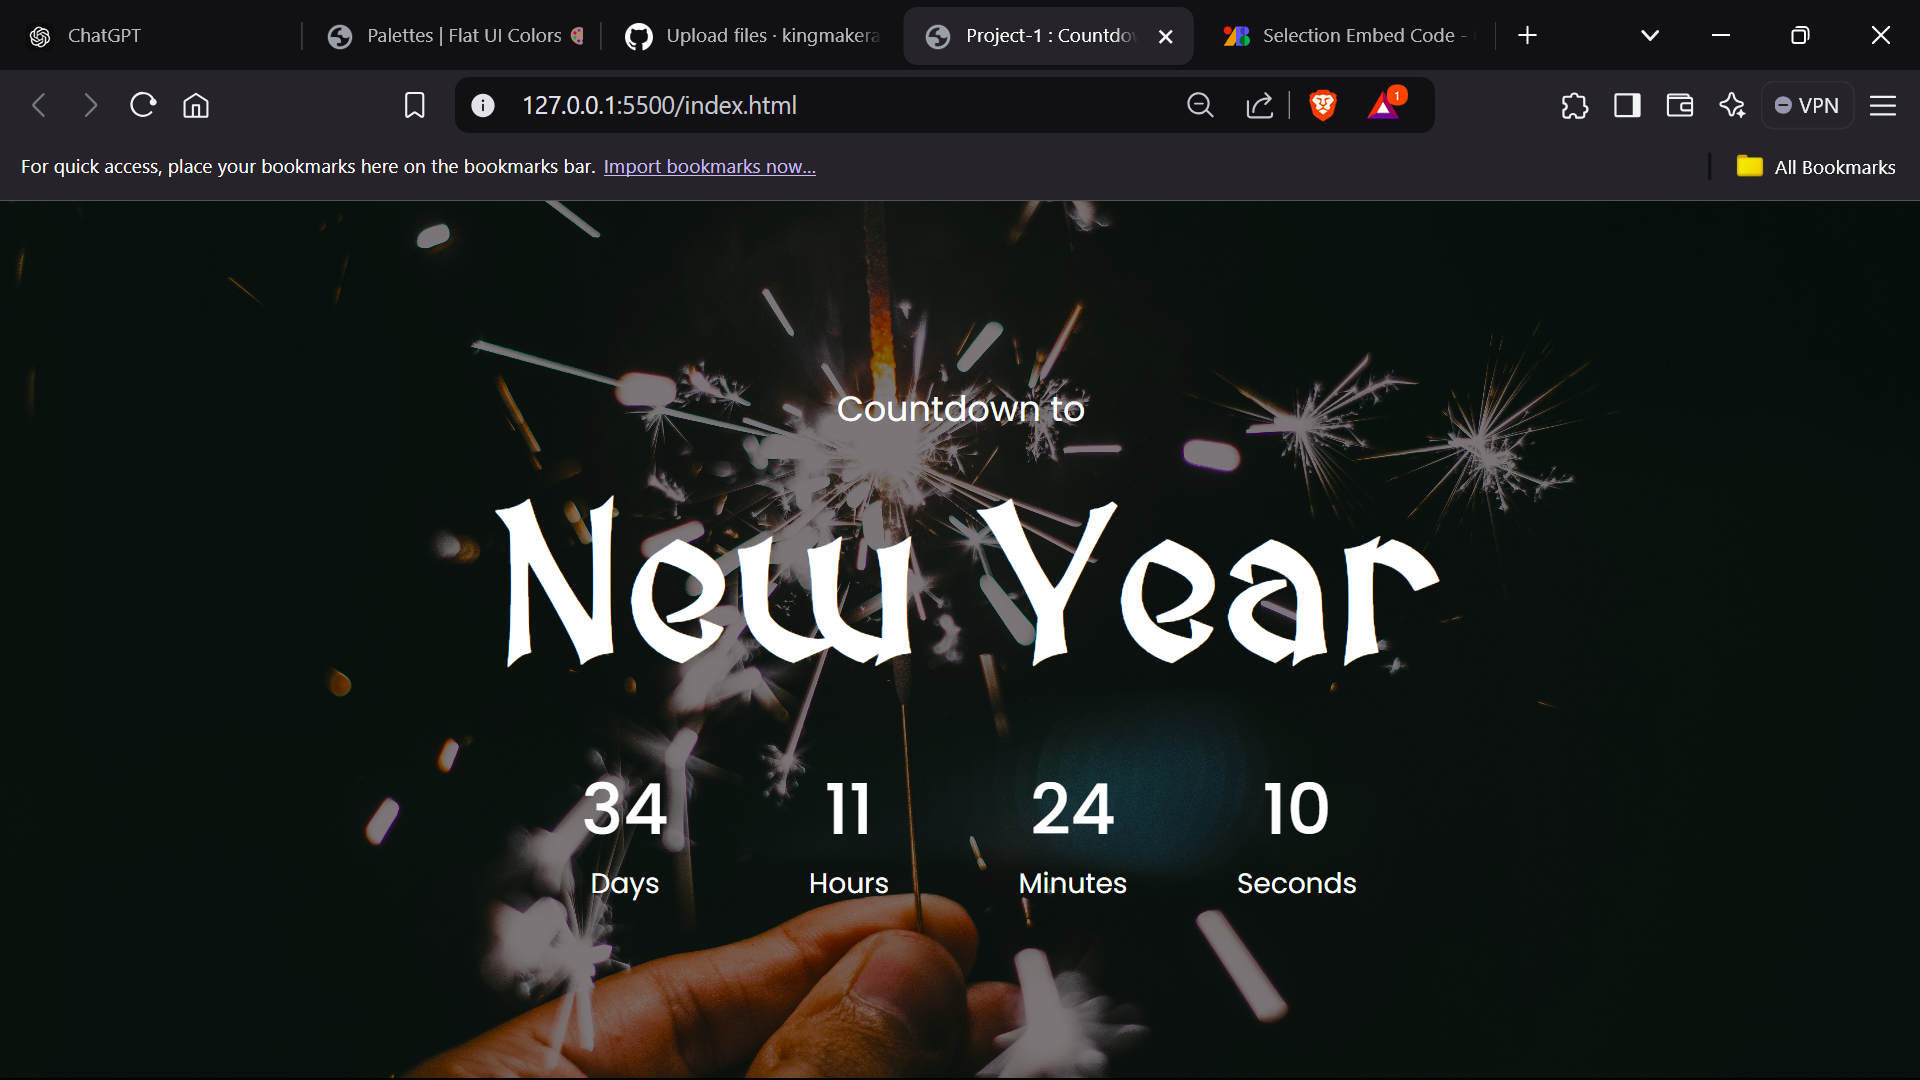 ChatGPT
Palettes | Flat UI Colors
Upload files · kingmakera
Project-1 : Countdo
Selection Embed Code -
127.0.0.1:5500/index.html
1
VPN
For quick access, place your bookmarks here on the bookmarks bar. Import bookmarks now...
All Bookmarks
Countdown to
New Year
34 11 24 10
Days Hours Minutes Seconds